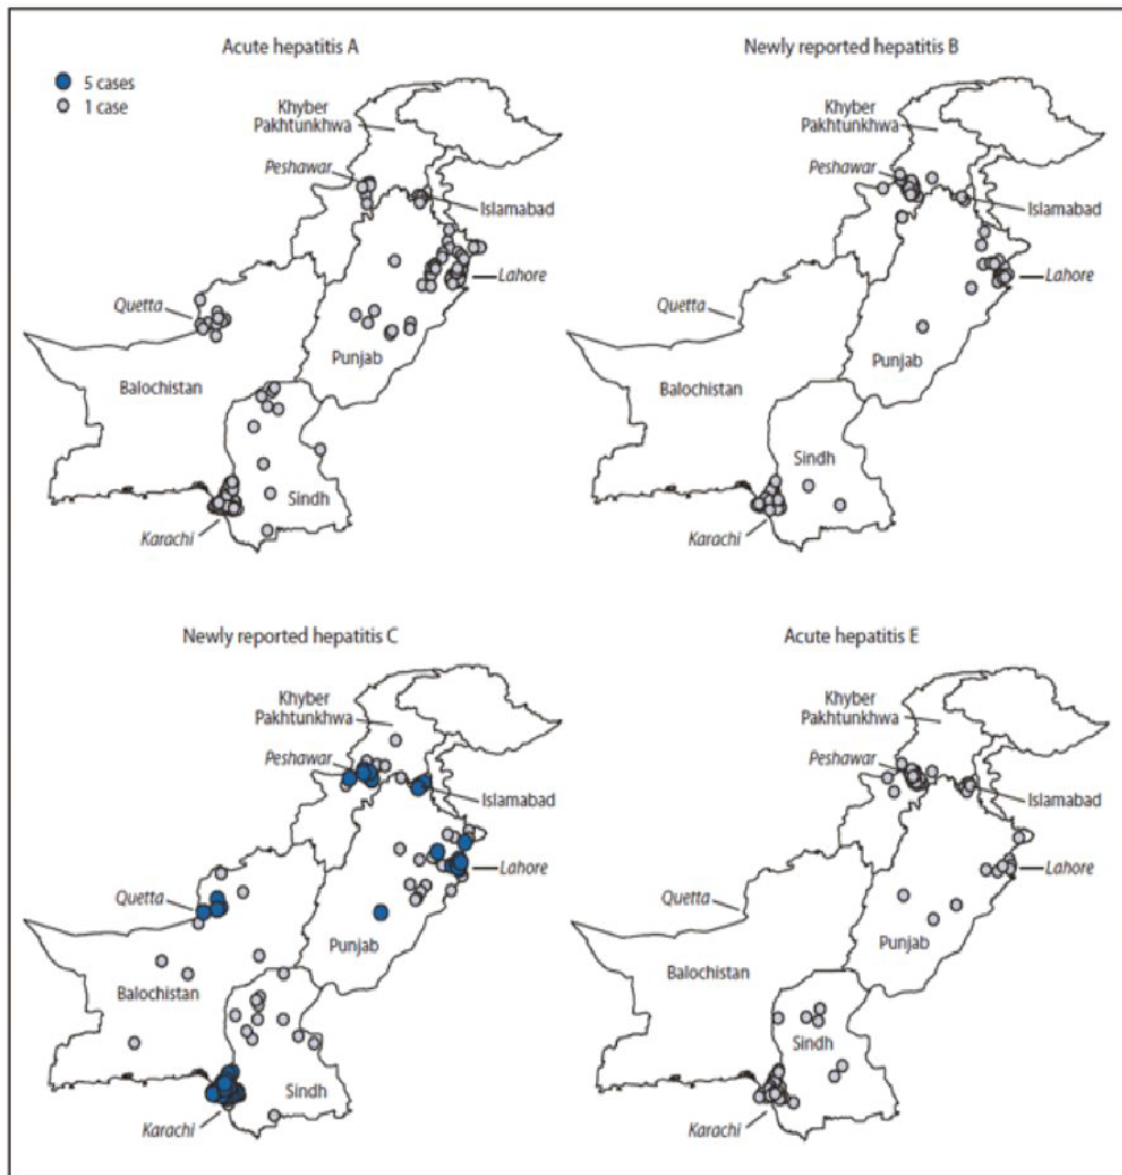 Acute hepatitis A
5 cases
1 case
Khyber
Pakhtunkhwa
Peshawar
Islamabad
Lahore
Quetta
Punjab
Balochistan
Sindh
Karachi
Newly reported hepatitis B
Khyber
Pakhtunkhwa
Peshawar
Islamabad
Lahore
Quetta
Punjab
Balochistan
Sindh
Karachi
Newly reported hepatitis C
Khyber
Pakhtunkhwa
Peshawar
Islamabad
Lahore
Quetta
Punjab
Balochistan
Sindh
Karachi
Acute hepatitis E
Khyber
Pakhtunkhwa
Peshawar
Islamabad
Lahore
Quetta
Punjab
Balochistan
Sindh
Karachi